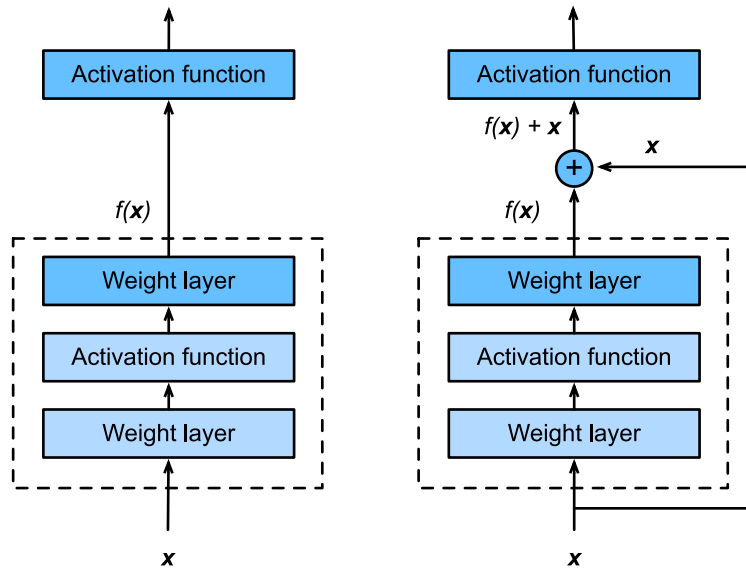 Activation function
f(x)
Weight layer
Activation function
Weight layer
x
Activation function
f(x) + x
x
+
f(x)
Weight layer
Activation function
Weight layer
x